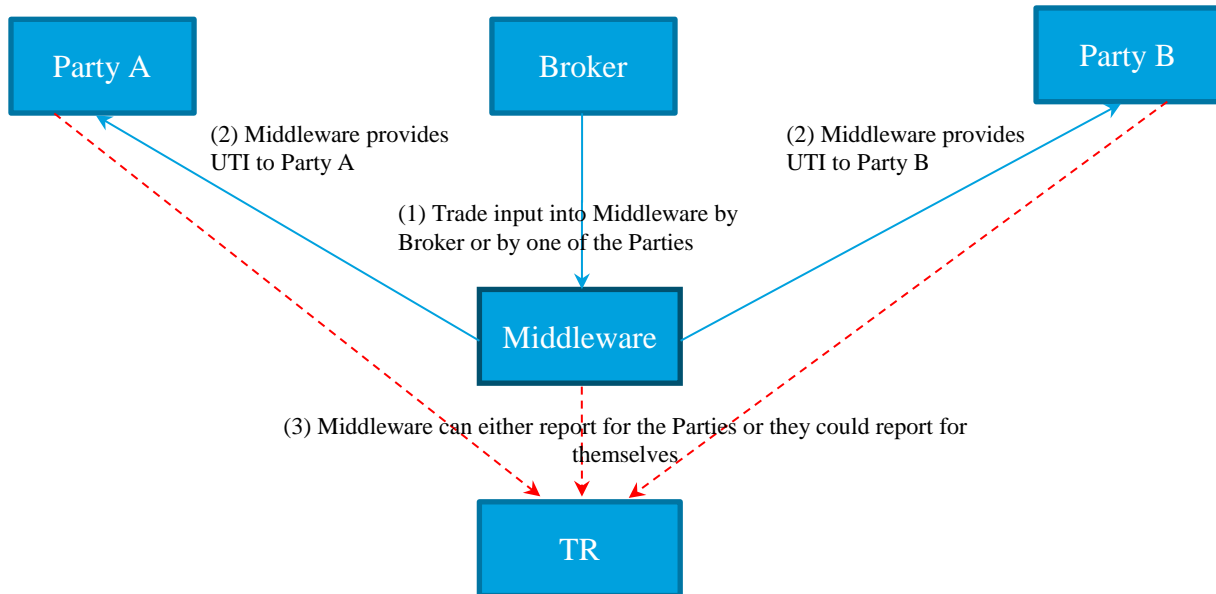 Party A
Broker
Party B
(2) Middleware provides
UTI to Party A
(2) Middleware provides
UTI to Party B
(1) Trade input into Middleware by
Broker or by one of the Parties
Middleware
(3) Middleware can either report for the Parties or they could report for
themselves
TR